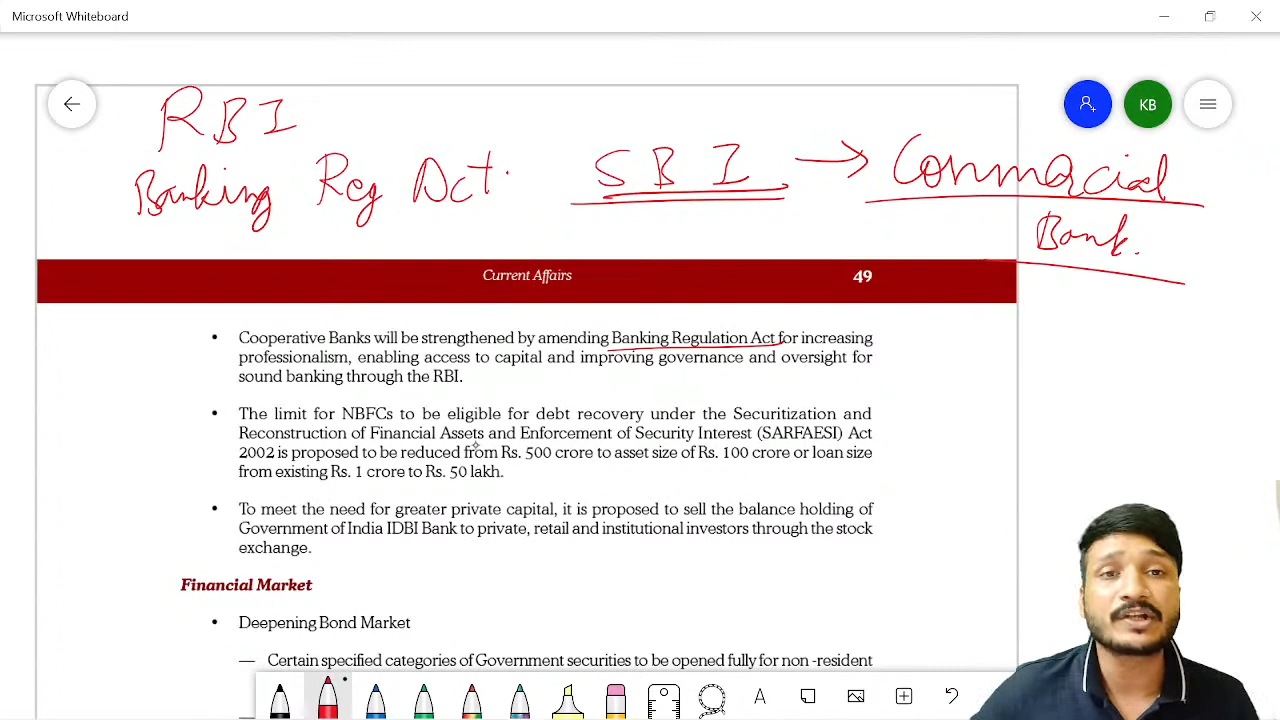 Microsoft Whiteboard
KB
RBI
Banking Reg Act.
SBI → Commercial
Bank.
Current Affairs 49
• Cooperative Banks will be strengthened by amending Banking Regulation Act for increasing
professionalism, enabling access to capital and improving governance and oversight for
sound banking through the RBI.
• The limit for NBFCs to be eligible for debt recovery under the Securitization and
Reconstruction of Financial Assets and Enforcement of Security Interest (SARFAESI) Act
2002 is proposed to be reduced from Rs. 500 crore to asset size of Rs. 100 crore or loan size
from existing Rs. 1 crore to Rs. 50 lakh.
• To meet the need for greater private capital, it is proposed to sell the balance holding of
Government of India IDBI Bank to private, retail and institutional investors through the stock
exchange.
Financial Market
• Deepening Bond Market
— Certain specified categories of Government securities to be opened fully for non -resident